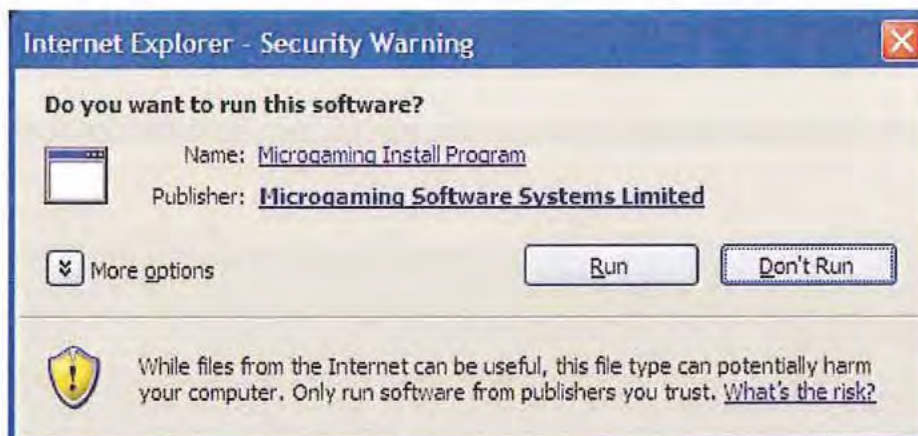 Internet Explorer - Security Warning
Do you want to run this software?
Name: Microgaming Install Program
Publisher: Microgaming Software Systems Limited
More options
Run
Don't Run
While files from the Internet can be useful, this file type can potentially harm
your computer. Only run software from publishers you trust. What's the risk?